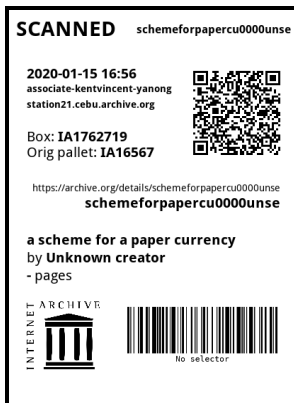 SCANNED schemeforpapercu0000unse
2020-01-15 16:56
associate-kentvincent-yanong
station21.cebu.archive.org
Box: IA1762719
Orig pallet: IA16567
https://archive.org/details/schemeforpapercu0000unse
schemeforpapercu0000unse
a scheme for a paper currency
by Unknown creator
- pages
INTERNET ARCHIVE
No selector